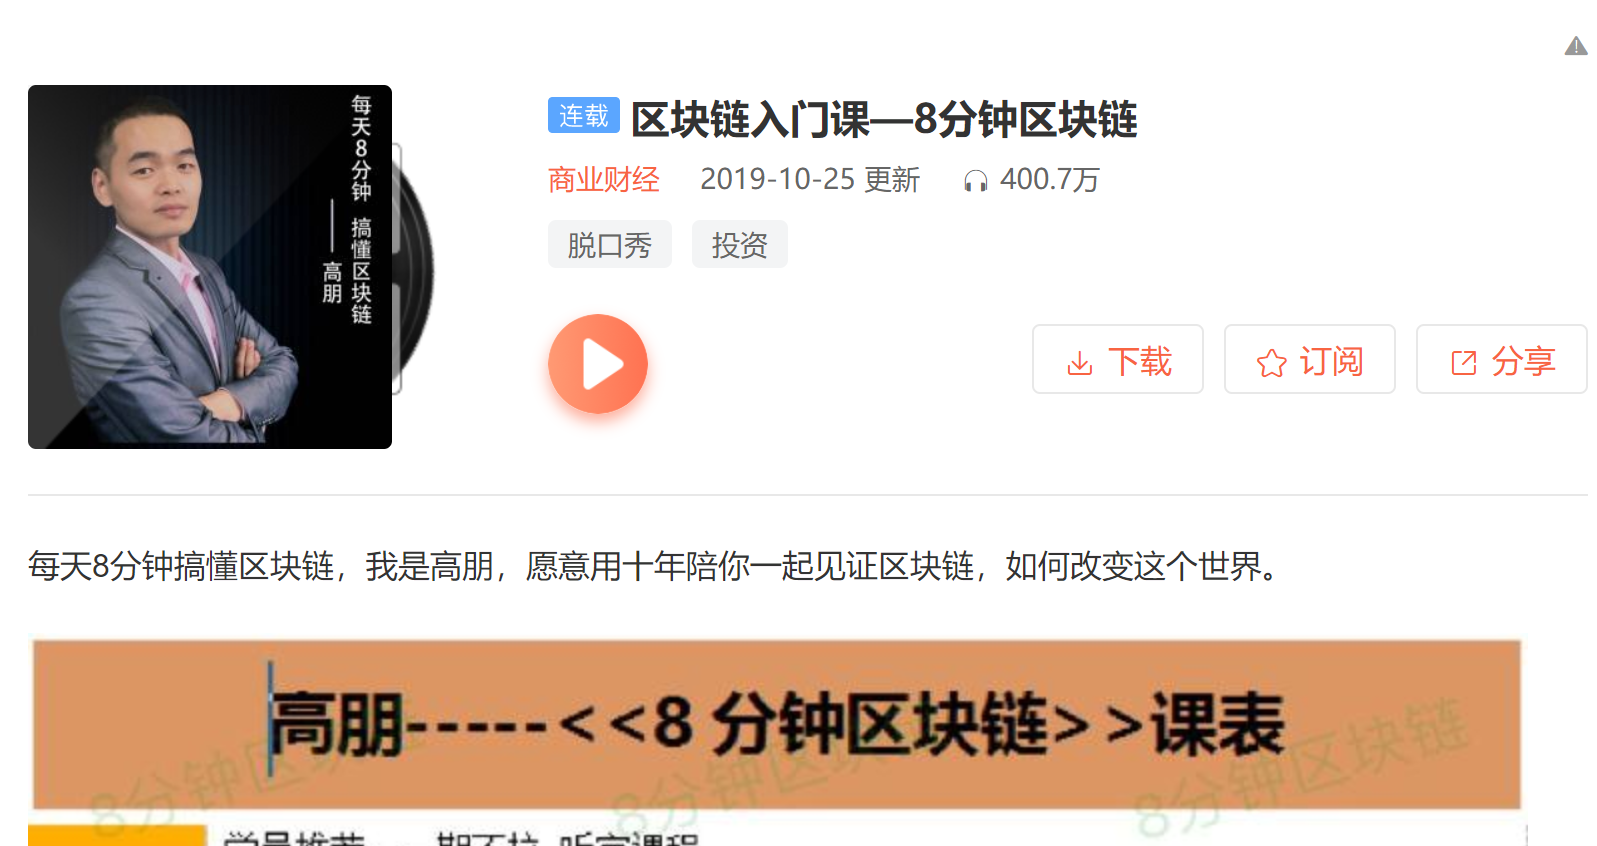 每天8分钟 搞懂区块链
——高朋
连载 区块链入门课—8分钟区块链
商业财经 2019-10-25 更新 400.7万
脱口秀 投资
下载 订阅 分享
每天8分钟搞懂区块链，我是高朋，愿意用十年陪你一起见证区块链，如何改变这个世界。
高朋-----<<8 分钟区块链>>课表
8分钟区块链 8分钟区块链 8分钟区块链